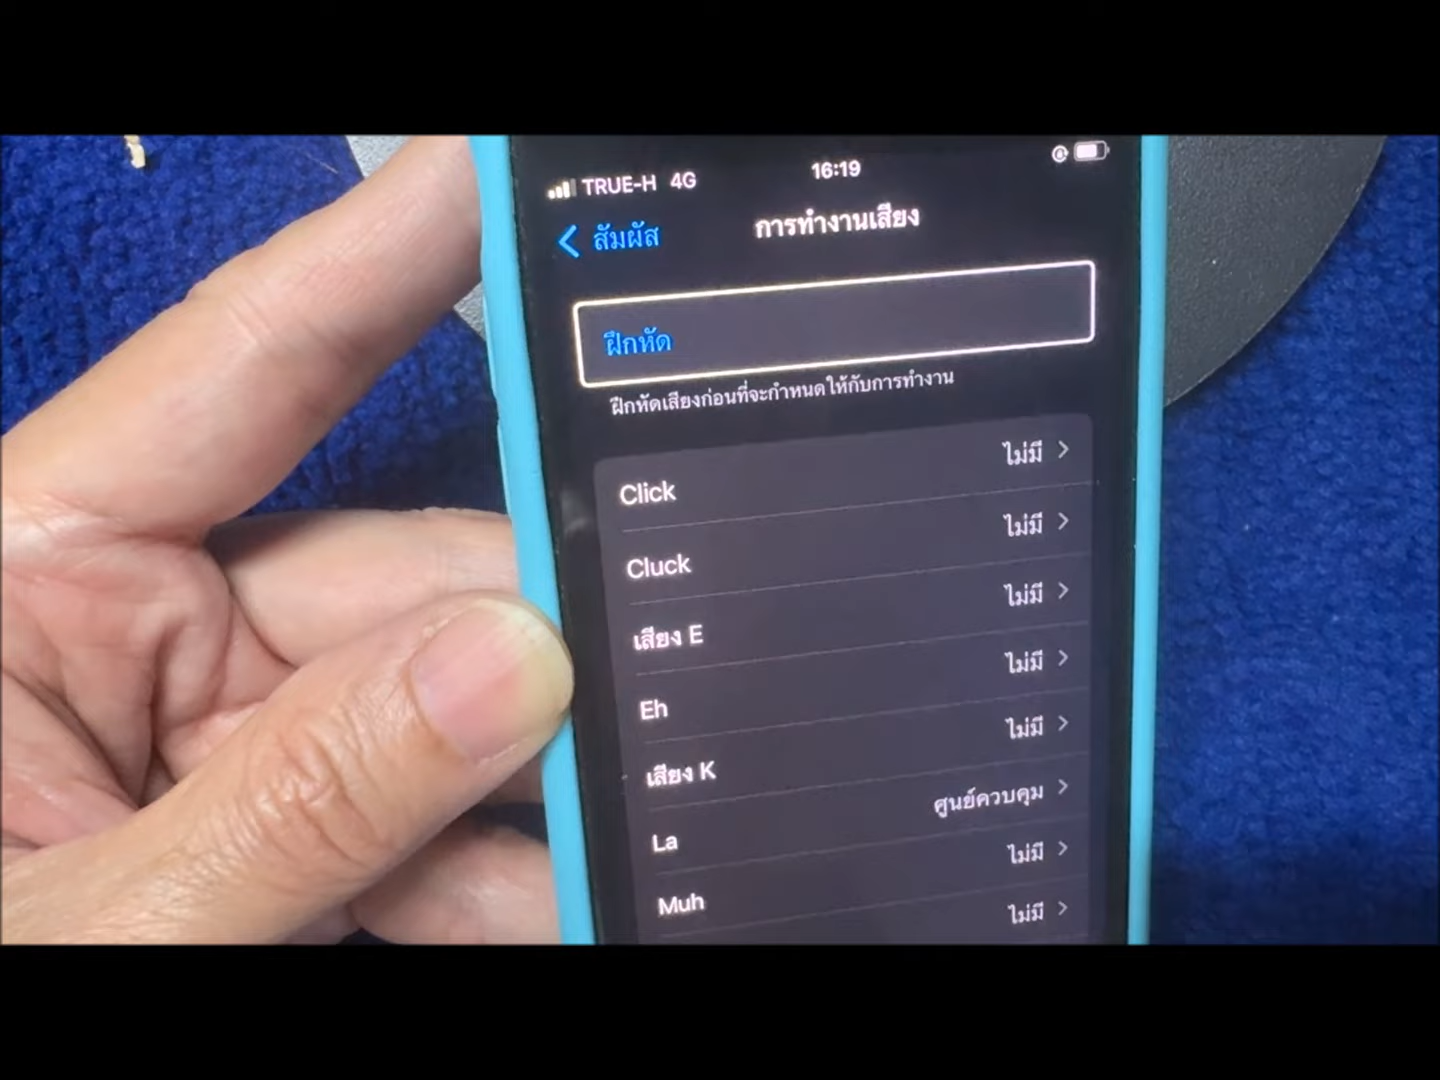 TRUE-H 4G 16:19
สัมผัส การทำงานเสียง
ฝึกหัด
ฝึกหัดเสียงก่อนที่จะกำหนดให้กับการทำงาน
Click ไม่มี
Cluck ไม่มี
เสียง E ไม่มี
Eh ไม่มี
เสียง K ไม่มี
La ศูนย์ควบคุม
Muh ไม่มี
ไม่มี